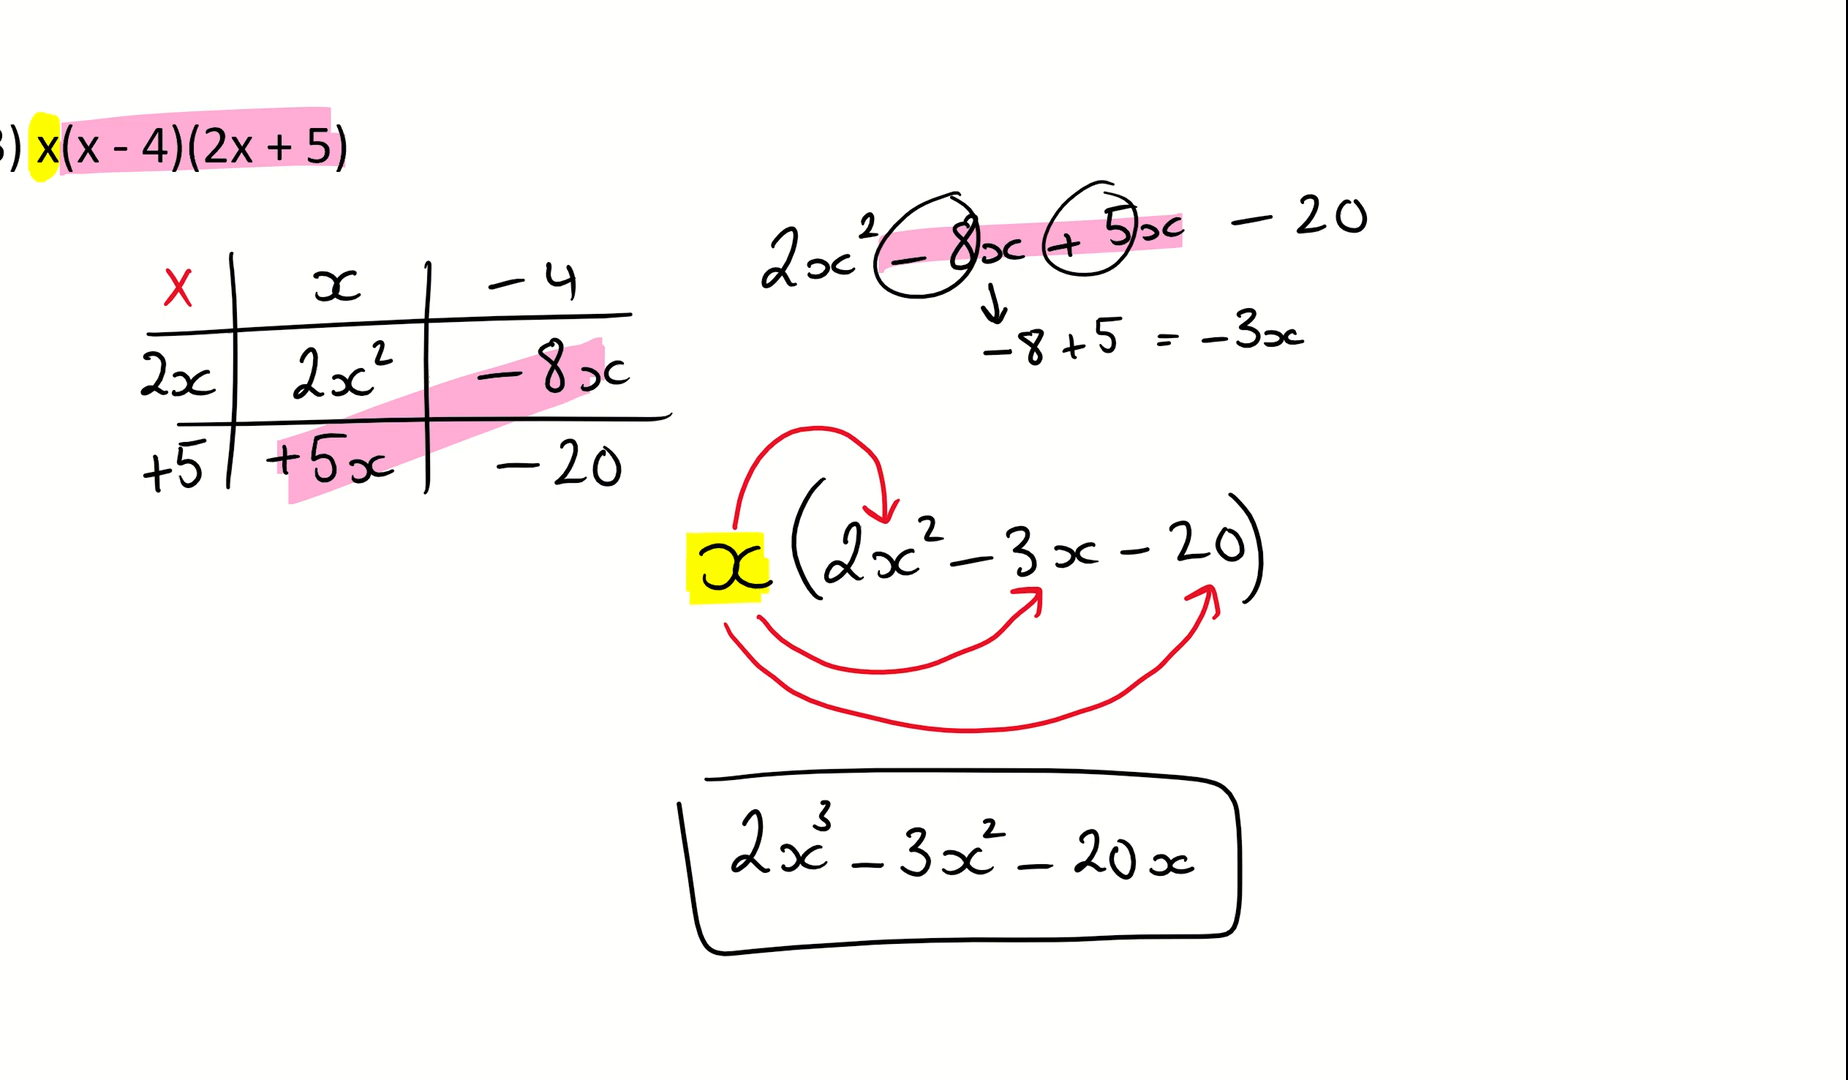 3) x(x - 4)(2x + 5)
2x² - 8x + 5x - 20
-8 + 5 = -3x
x | x | - 4
2x | 2x² | - 8x
+5 | +5x | - 20
x (2x² - 3x - 20)
2x³ - 3x² - 20x